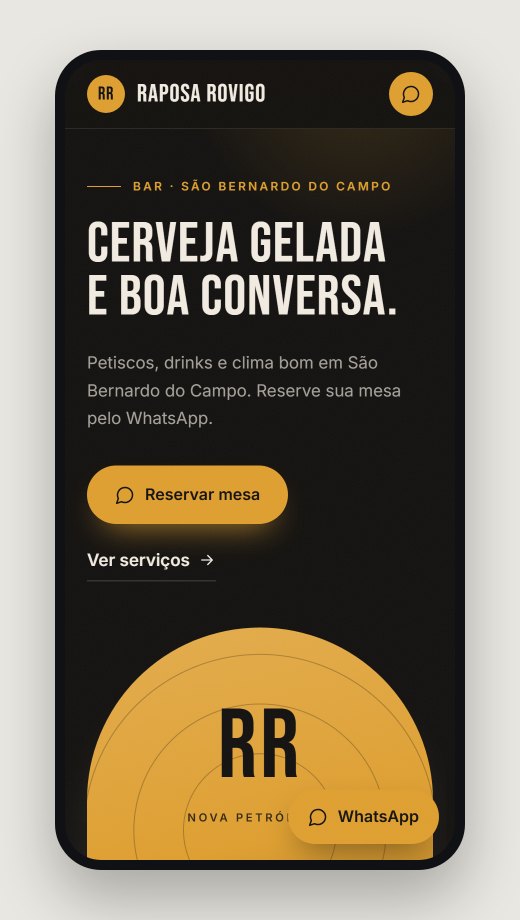 RR RAPOSA ROVIGO
BAR · SÃO BERNARDO DO CAMPO
CERVEJA GELADA
E BOA CONVERSA.
Petiscos, drinks e clima bom em São
Bernardo do Campo. Reserve sua mesa
pelo WhatsApp.
Reservar mesa
Ver serviços →
RR
NOVA
WhatsApp